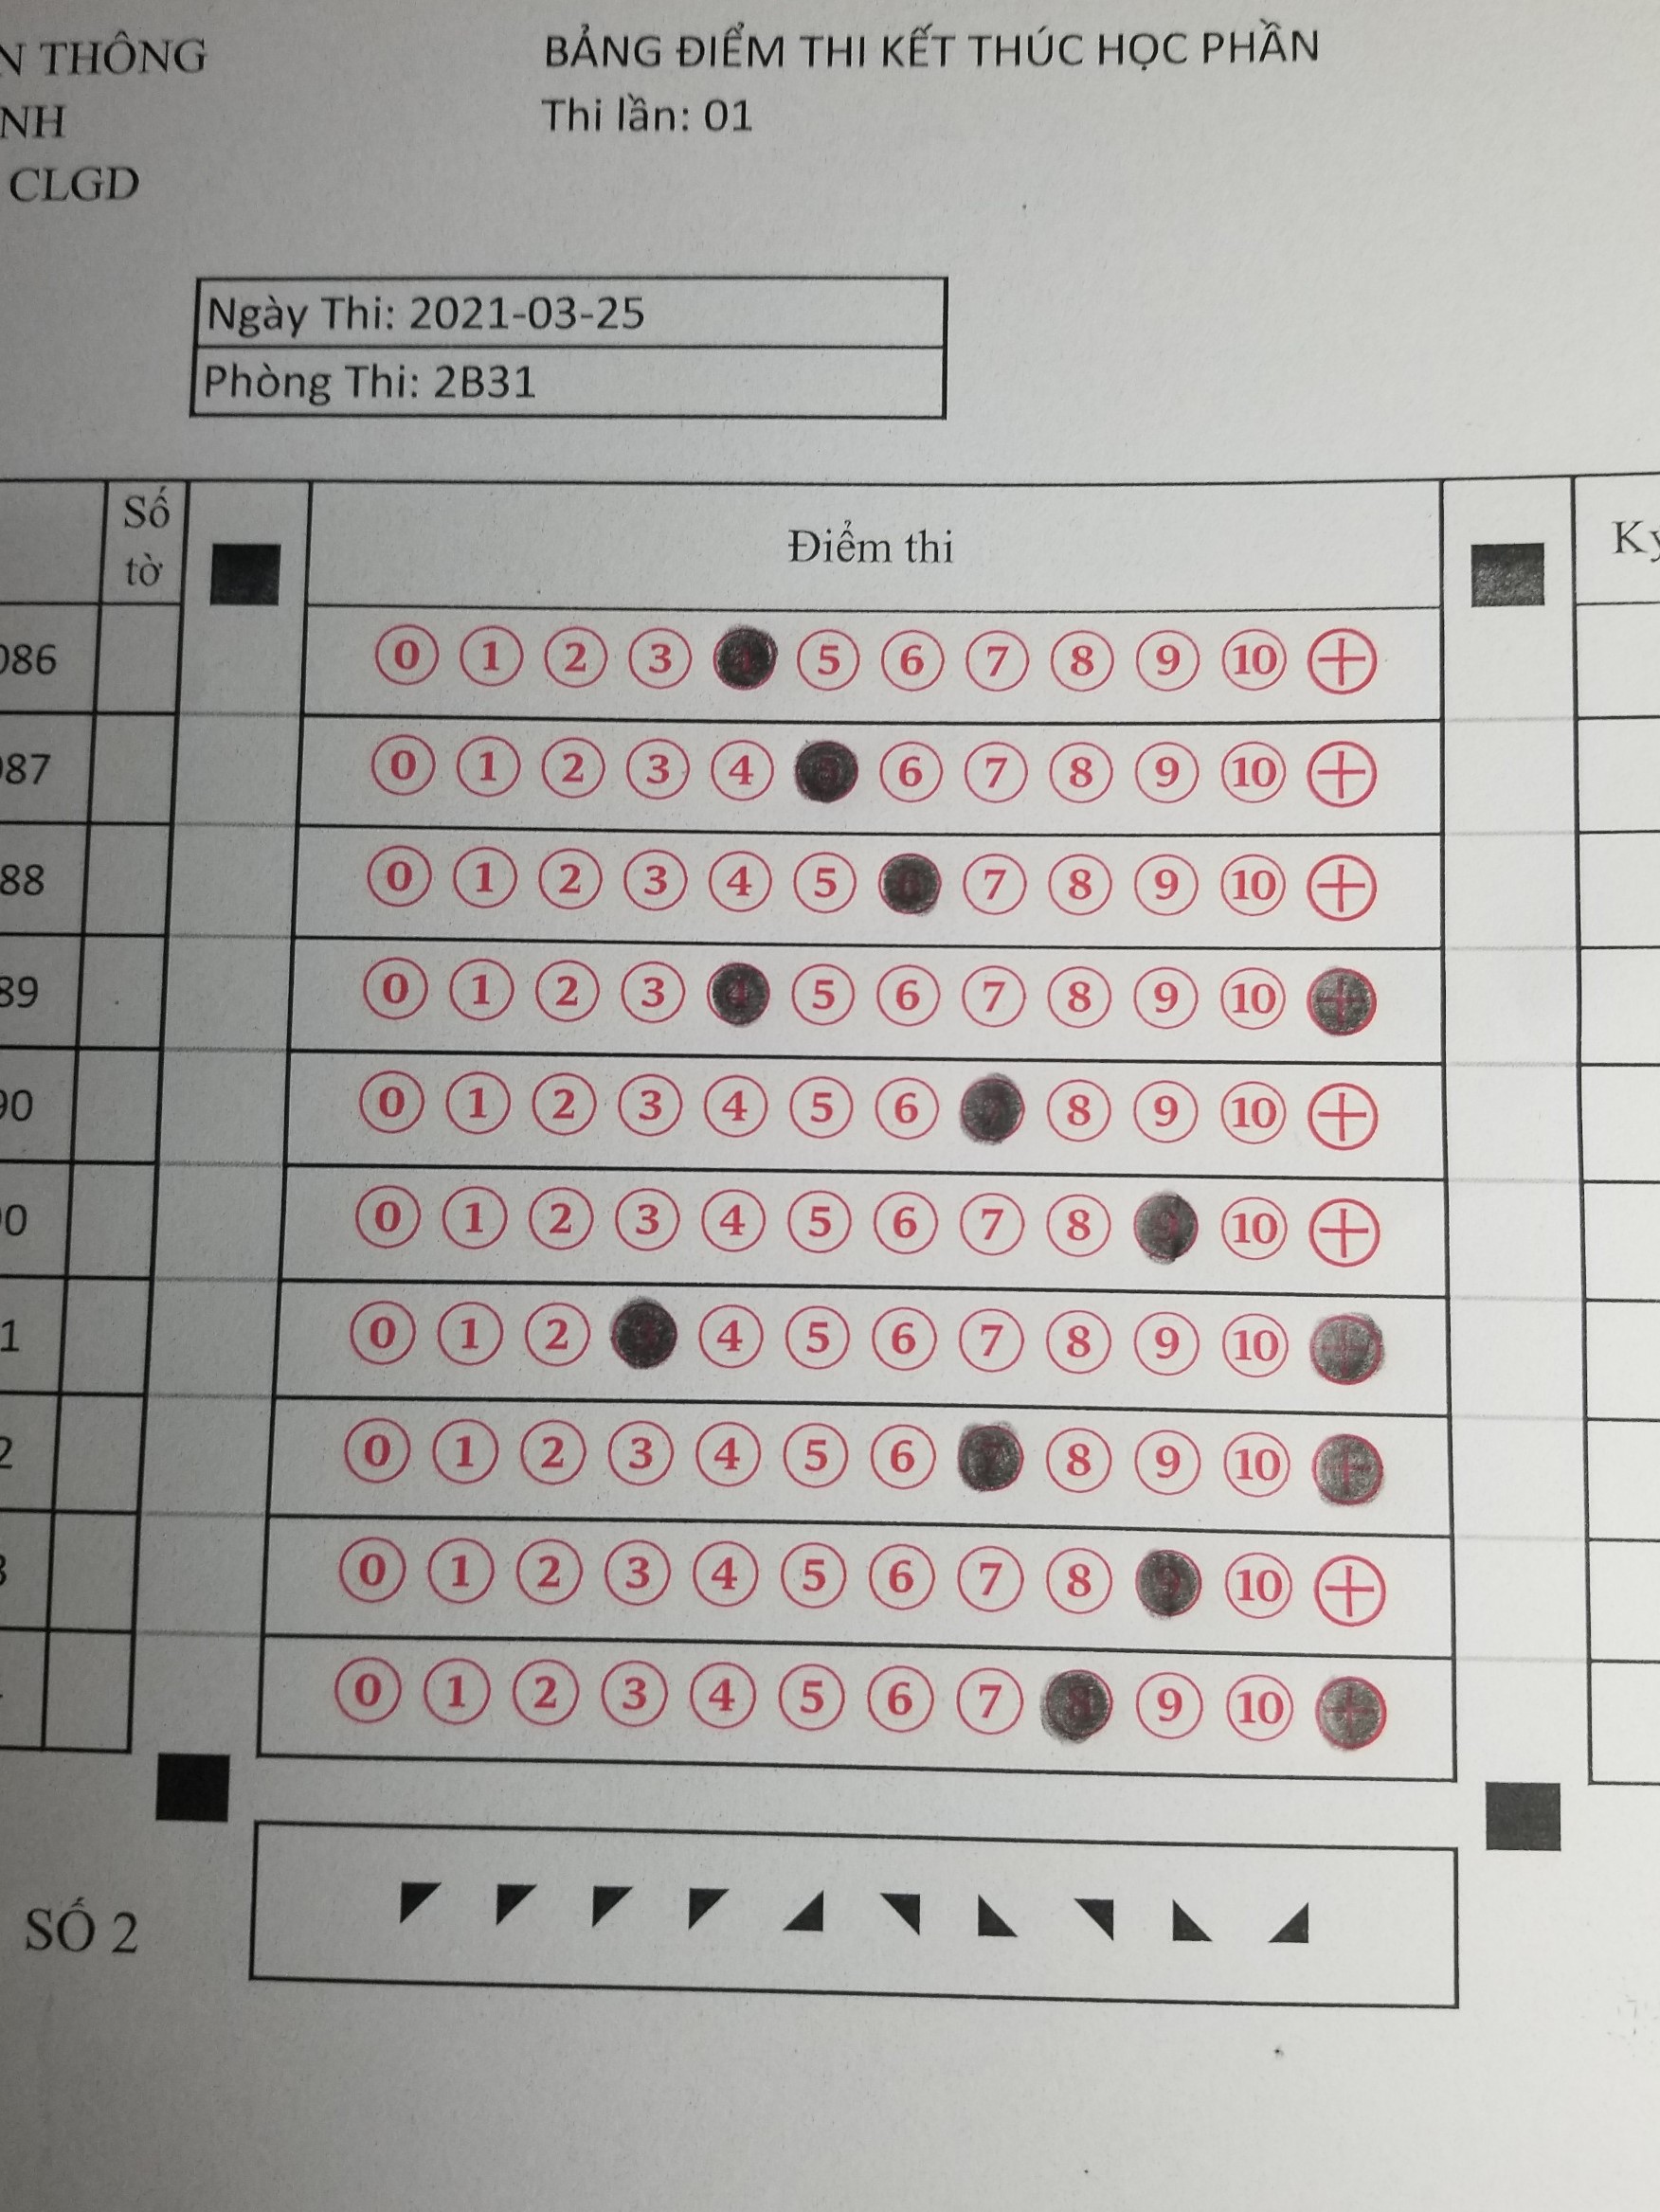 N THÔNG
NH
CLGD
BẢNG ĐIỂM THI KẾT THÚC HỌC PHẦN
Thi lần: 01
Ngày Thi: 2021-03-25
Phòng Thi: 2B31
Số tờ
Điểm thi
Ký
086 0 1 2 3 4 5 6 7 8 9 10 +
087 0 1 2 3 4 5 6 7 8 9 10 +
88 0 1 2 3 4 5 6 7 8 9 10 +
89 0 1 2 3 4 5 6 7 8 9 10 +
90 0 1 2 3 4 5 6 7 8 9 10 +
00 0 1 2 3 4 5 6 7 8 9 10 +
1 0 1 2 3 4 5 6 7 8 9 10 +
2 0 1 2 3 4 5 6 7 8 9 10 +
3 0 1 2 3 4 5 6 7 8 9 10 +
0 1 2 3 4 5 6 7 8 9 10 +
SỐ 2